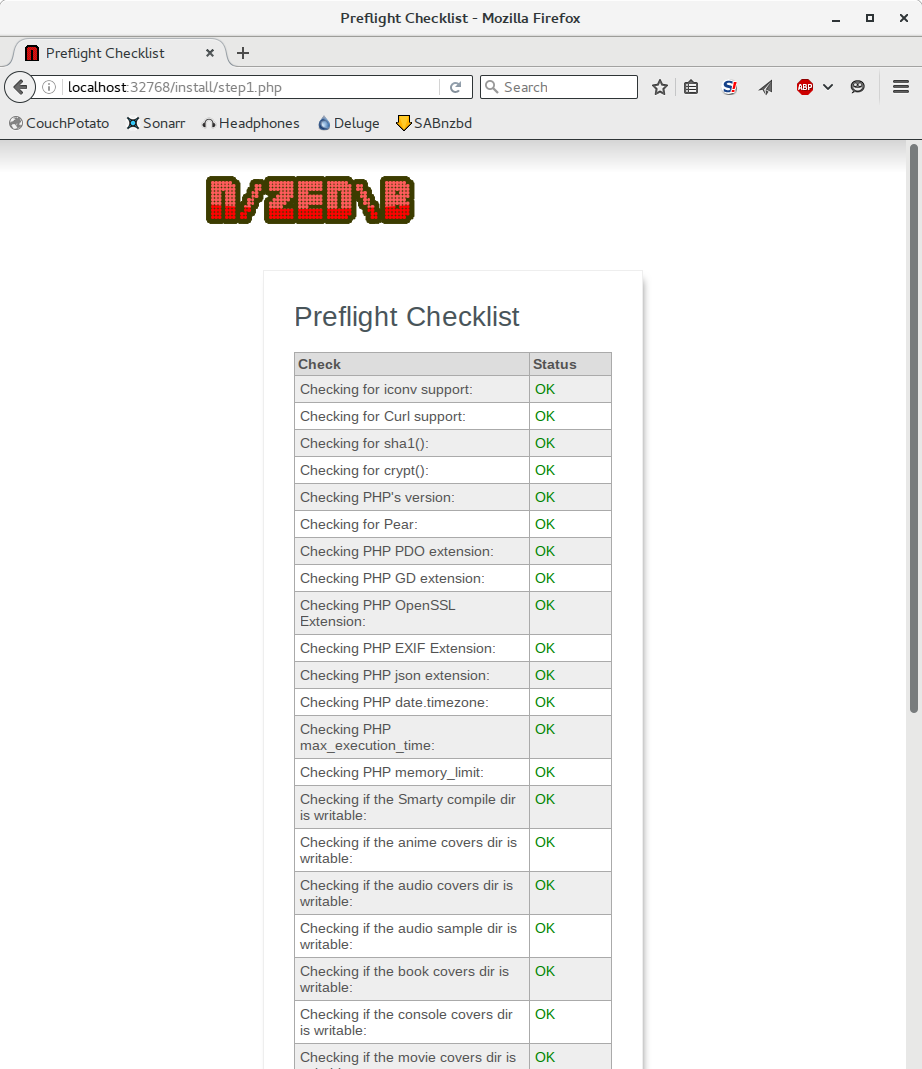 Preflight Checklist - Mozilla Firefox
Preflight Checklist
localhost:32768/install/step1.php
Search
S!
ABP
CouchPotato
Sonarr
Headphones
Deluge
SABnzbd
n/ZED\B
Preflight Checklist
Check Status
Checking for iconv support: OK
Checking for Curl support: OK
Checking for sha1(): OK
Checking for crypt(): OK
Checking PHP's version: OK
Checking for Pear: OK
Checking PHP PDO extension: OK
Checking PHP GD extension: OK
Checking PHP OpenSSL OK
Extension:
Checking PHP EXIF Extension: OK
Checking PHP json extension: OK
Checking PHP date.timezone: OK
Checking PHP OK
max_execution_time:
Checking PHP memory_limit: OK
Checking if the Smarty compile dir OK
is writable:
Checking if the anime covers dir is OK
writable:
Checking if the audio covers dir is OK
writable:
Checking if the audio sample dir is OK
writable:
Checking if the book covers dir is OK
writable:
Checking if the console covers dir OK
is writable:
Checking if the movie covers dir is OK